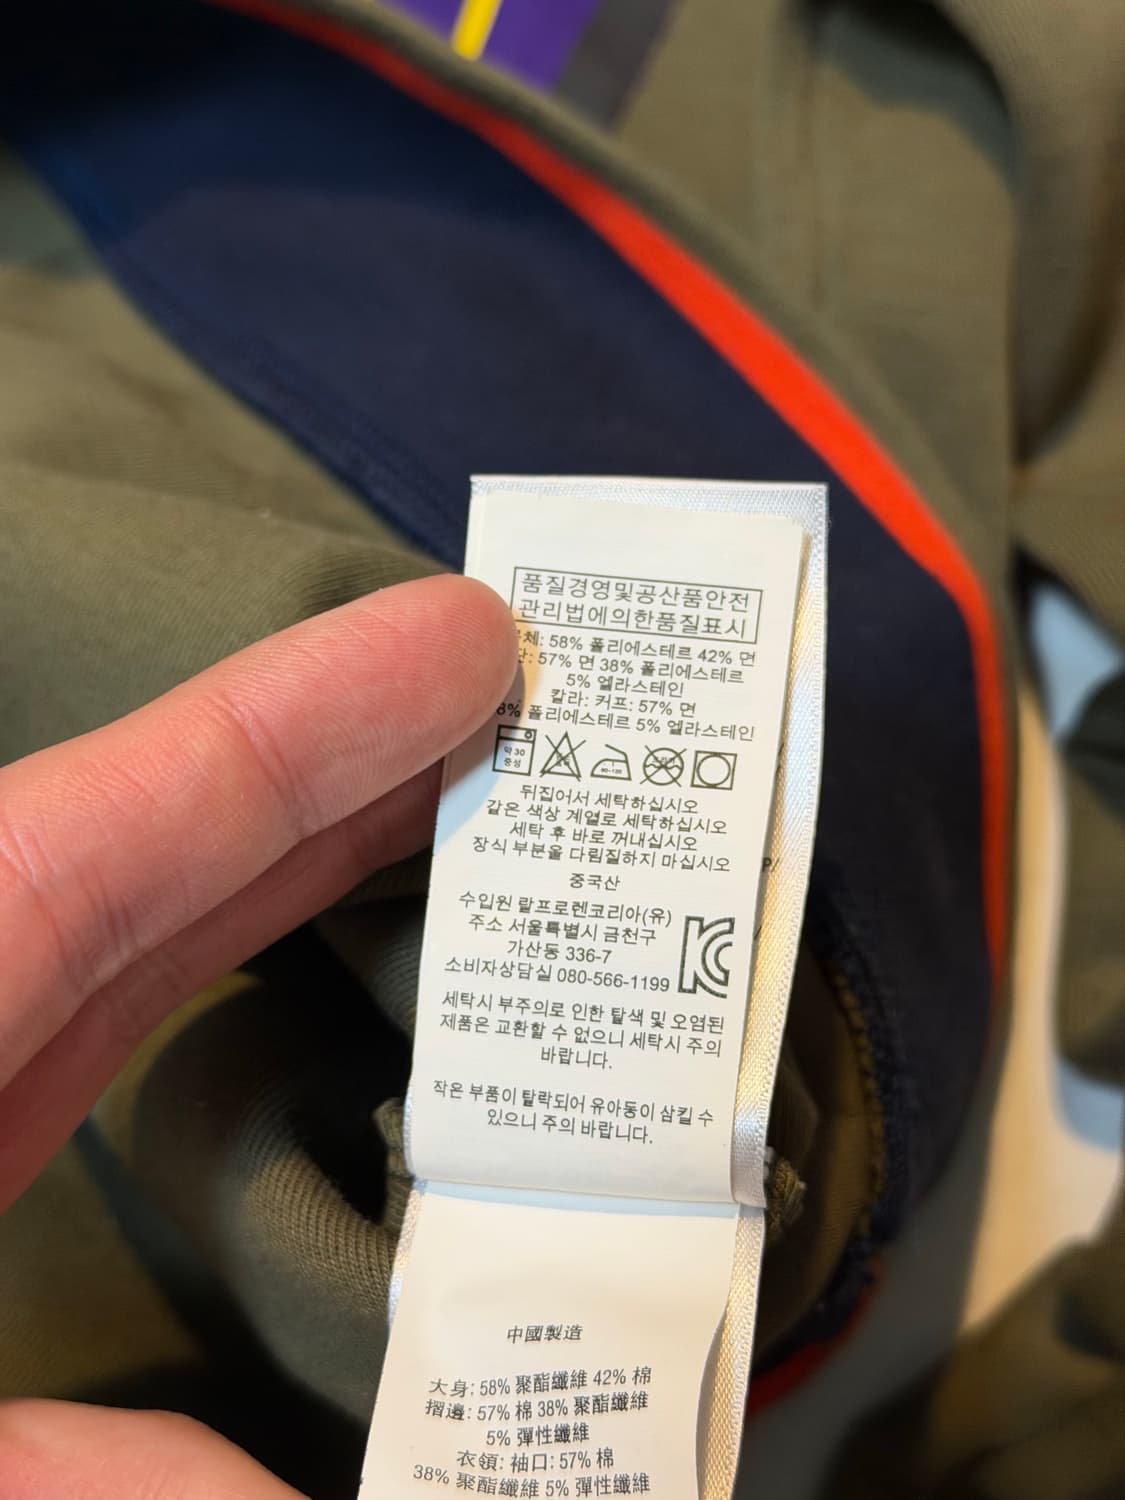 품질경영및공산품안전
관리법에의한품질표시
체: 58% 폴리에스테르 42% 면
단: 57% 면 38% 폴리에스테르
5% 엘라스테인
칼라: 커프: 57% 면
8% 폴리에스테르 5% 엘라스테인
약 30
중성
뒤집어서 세탁하십시오
같은 색상 계열로 세탁하십시오
세탁 후 바로 꺼내십시오
장식 부분을 다림질하지 마십시오
중국산
수입원 랄프로렌코리아(유)
주소 서울특별시 금천구
가산동 336-7
소비자상담실 080-566-1199
KC
세탁시 부주의로 인한 탈색 및 오염된
제품은 교환할 수 없으니 세탁시 주의
바랍니다.
작은 부품이 탈락되어 유아동이 삼킬 수
있으니 주의 바랍니다.
中國製造
大身: 58% 聚酯纖維 42% 棉
摺邊: 57% 棉 38% 聚酯纖維
5% 彈性纖維
衣領: 袖口: 57% 棉
38% 聚酯纖維 5% 彈性纖維